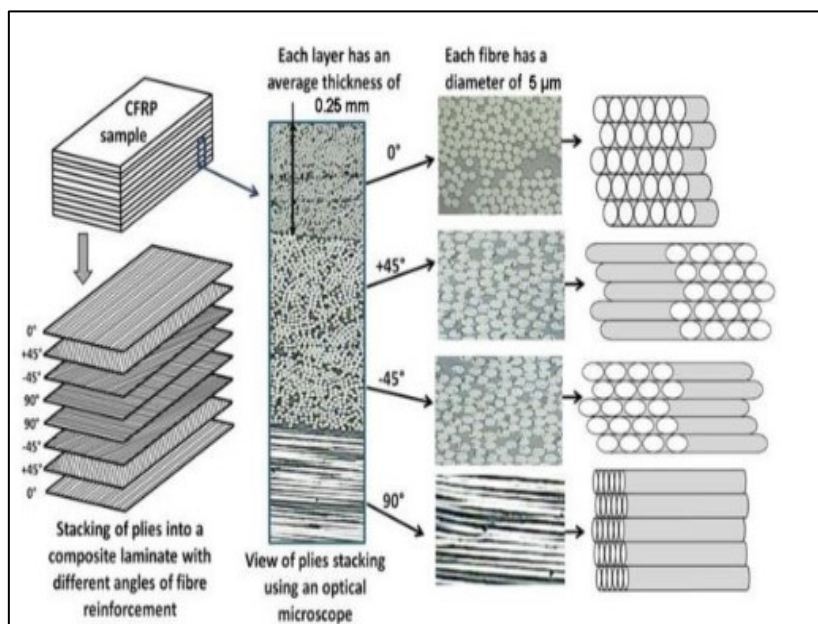 CFRP
sample
0°
+45°
-45°
90°
90°
-45°
+45°
0°
Stacking of plies into a
composite laminate with
different angles of fibre
reinforcement
Each layer has an
average thickness of
0.25 mm
View of plies stacking
using an optical
microscope
0°
+45°
-45°
90°
Each fibre has a
diameter of 5 µm